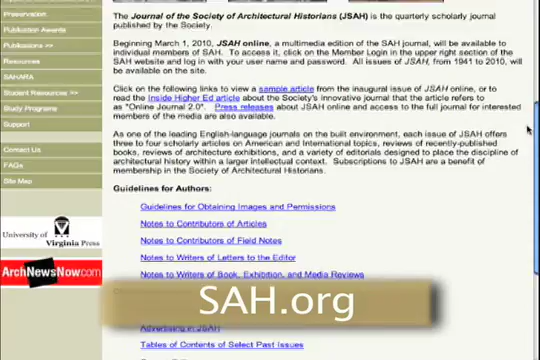 Preservation
Publication Awards
Publications >>
Resources
SAHARA
Student Resources >>
Study Programs
Support
Contact Us
FAQs
Site Map
University of
Virginia Press
ArchNewsNow.com
The Journal of the Society of Architectural Historians (JSAH) is the quarterly scholarly journal
published by the Society.
Beginning March 1, 2010, JSAH online, a multimedia edition of the SAH journal, will be available to
individual members of SAH. To access it, click on the Member Login in the upper right section of the
SAH website and log in with your user name and password. All issues of JSAH, from 1941 to 2010, will
be available on the site.
Click on the following links to view a sample article from the inaugural issue of JSAH online, or to
read the Inside Higher Ed article about the Society's innovative journal that the article refers to
as "Online Journal 2.0". Press releases about JSAH online and access to the full journal for interested
members of the media are also available.
As one of the leading English-language journals on the built environment, each issue of JSAH offers
three to four scholarly articles on American and International topics, reviews of recently-published
books, reviews of architecture exhibitions, and a variety of editorials designed to place the discipline of
architectural history within a larger intellectual context. Subscriptions to JSAH are a benefit of
membership in the Society of Architectural Historians.
Guidelines for Authors:
Guidelines for Obtaining Images and Permissions
Notes to Contributors of Articles
Notes to Contributors of Field Notes
Notes to Writers of Letters to the Editor
Notes to Writers of Book, Exhibition, and Media Reviews
SAH.org
Advertising in JSAH
Tables of Contents of Select Past Issues